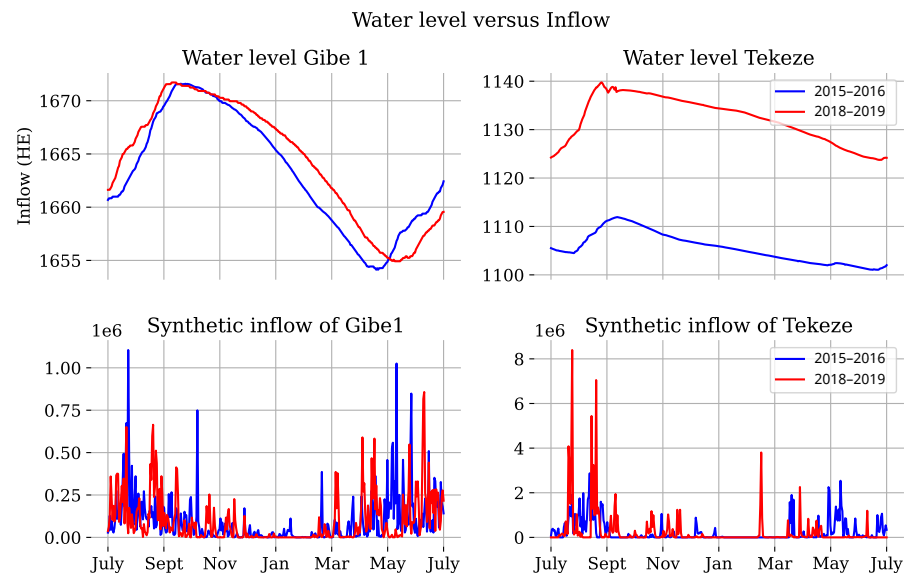 Water level versus Inflow
Water level Gibe 1
Water level Tekeze
Inflow (HE)
1670
1665
1660
1655
1140
1130
1120
1110
1100
2015–2016
2018–2019
1e6
Synthetic inflow of Gibe1
1e6
Synthetic inflow of Tekeze
1.00
0.75
0.50
0.25
0.00
July Sept Nov Jan May July
8
6
4
2
0
2015–2016
2018–2019
July Sept Nov Jan March May July